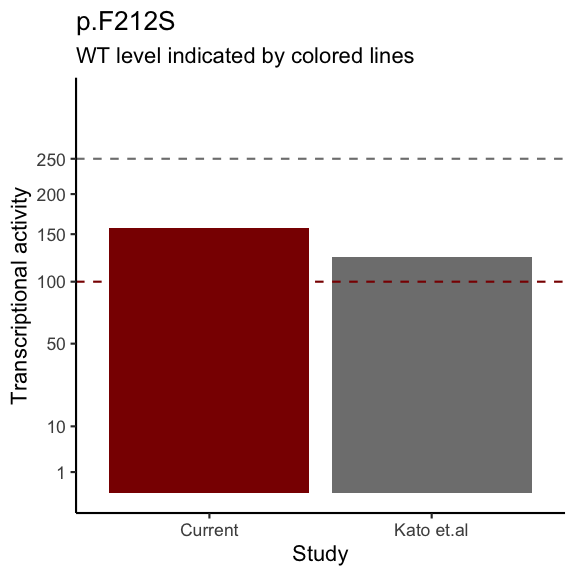 p.F212S
WT level indicated by colored lines
Transcriptional activity
250
200
150
100
50
10
1
Current
Kato et.al
Study